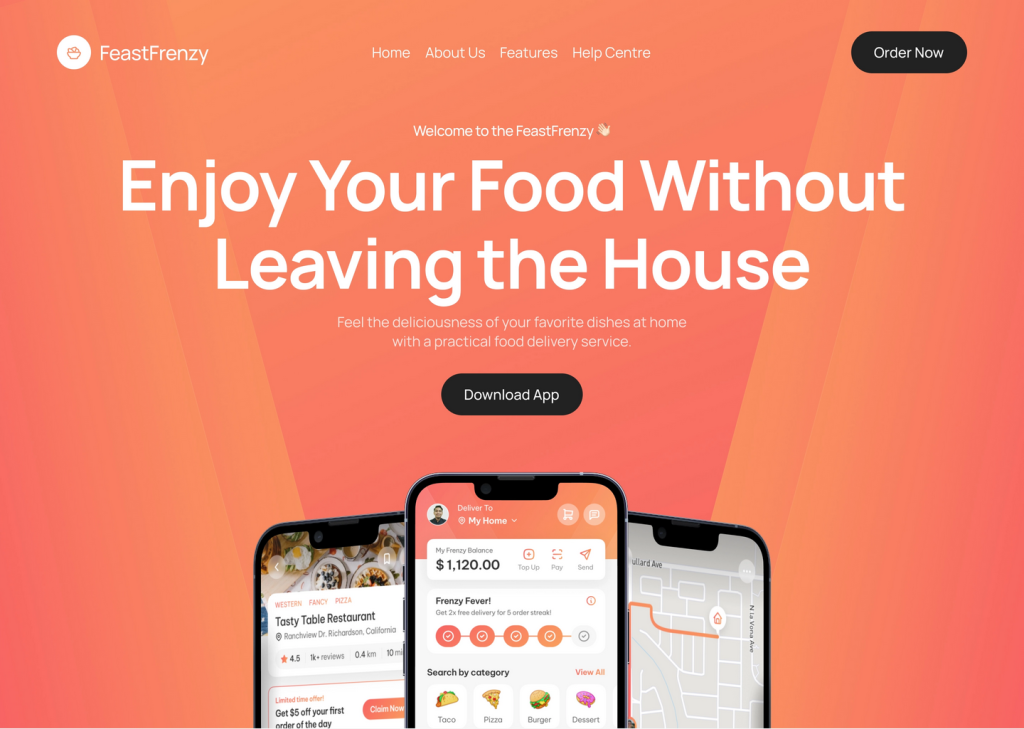 FeastFrenzy
Home About Us Features Help Centre
Order Now
Welcome to the FeastFrenzy 👋🏻
Enjoy Your Food Without
Leaving the House
Feel the deliciousness of your favorite dishes at home
with a practical food delivery service.
Download App
WESTERN FANCY PIZZA
Tasty Table Restaurant
Ranchview Dr. Richardson, California
4.5 1k+ reviews 0.4 km 10
Limited time offer!
Get $5 off your first
order of the day
Claim Now
Deliver To
My Home
My Frenzy Balance
$ 1,120.00
Top Up Pay Send
Frenzy Fever!
Get 2x free delivery for 5 order streak!
Search by category View All
Taco Pizza Burger Dessert
ullard Ave
N La Vona Ave